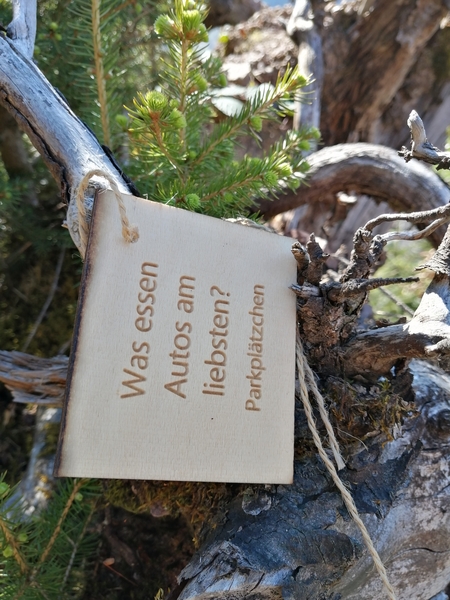 Was essen
Autos am
liebsten?
Parkplätzchen